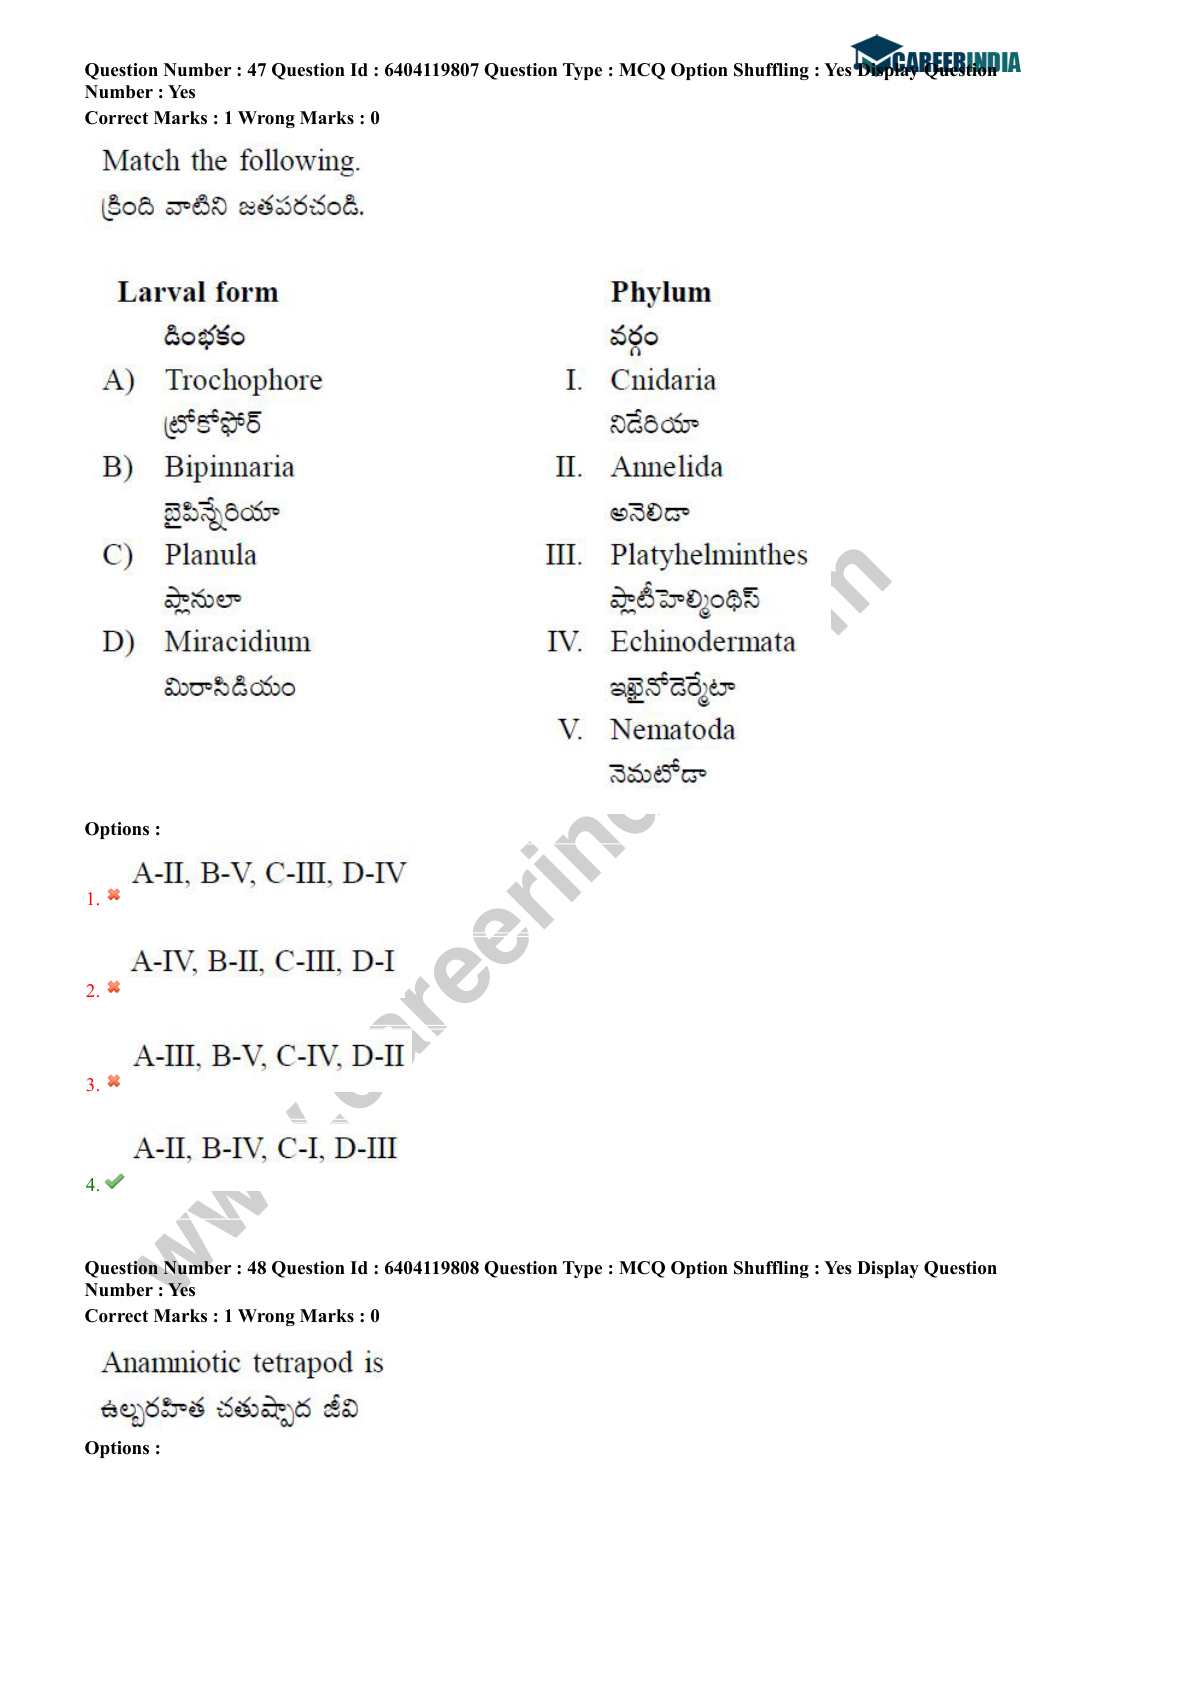 CAREERINDIA
Question Number : 47 Question Id : 6404119807 Question Type : MCQ Option Shuffling : Yes Display Question
Number : Yes
Correct Marks : 1 Wrong Marks : 0
Match the following.
క్రింది వాటిని జతపరచండి.
Larval form Phylum
డింభకం వర్గం
A) Trochophore I. Cnidaria
ట్రోకోఫోర్ నిడేరియా
B) Bipinnaria II. Annelida
బైపిన్నేరియా అనెలిడా
C) Planula III. Platyhelminthes
ప్లానులా ప్లాటీహెల్మింథిస్
D) Miracidium IV. Echinodermata
మిరాసిడియం ఇఖైనోడెర్మేటా
V. Nematoda
నెమటోడా
Options :
A-II, B-V, C-III, D-IV
1.
A-IV, B-II, C-III, D-I
2.
A-III, B-V, C-IV, D-II
3.
A-II, B-IV, C-I, D-III
4.
Question Number : 48 Question Id : 6404119808 Question Type : MCQ Option Shuffling : Yes Display Question
Number : Yes
Correct Marks : 1 Wrong Marks : 0
Anamniotic tetrapod is
ఉల్బరహిత చతుష్పాద జీవి
Options :